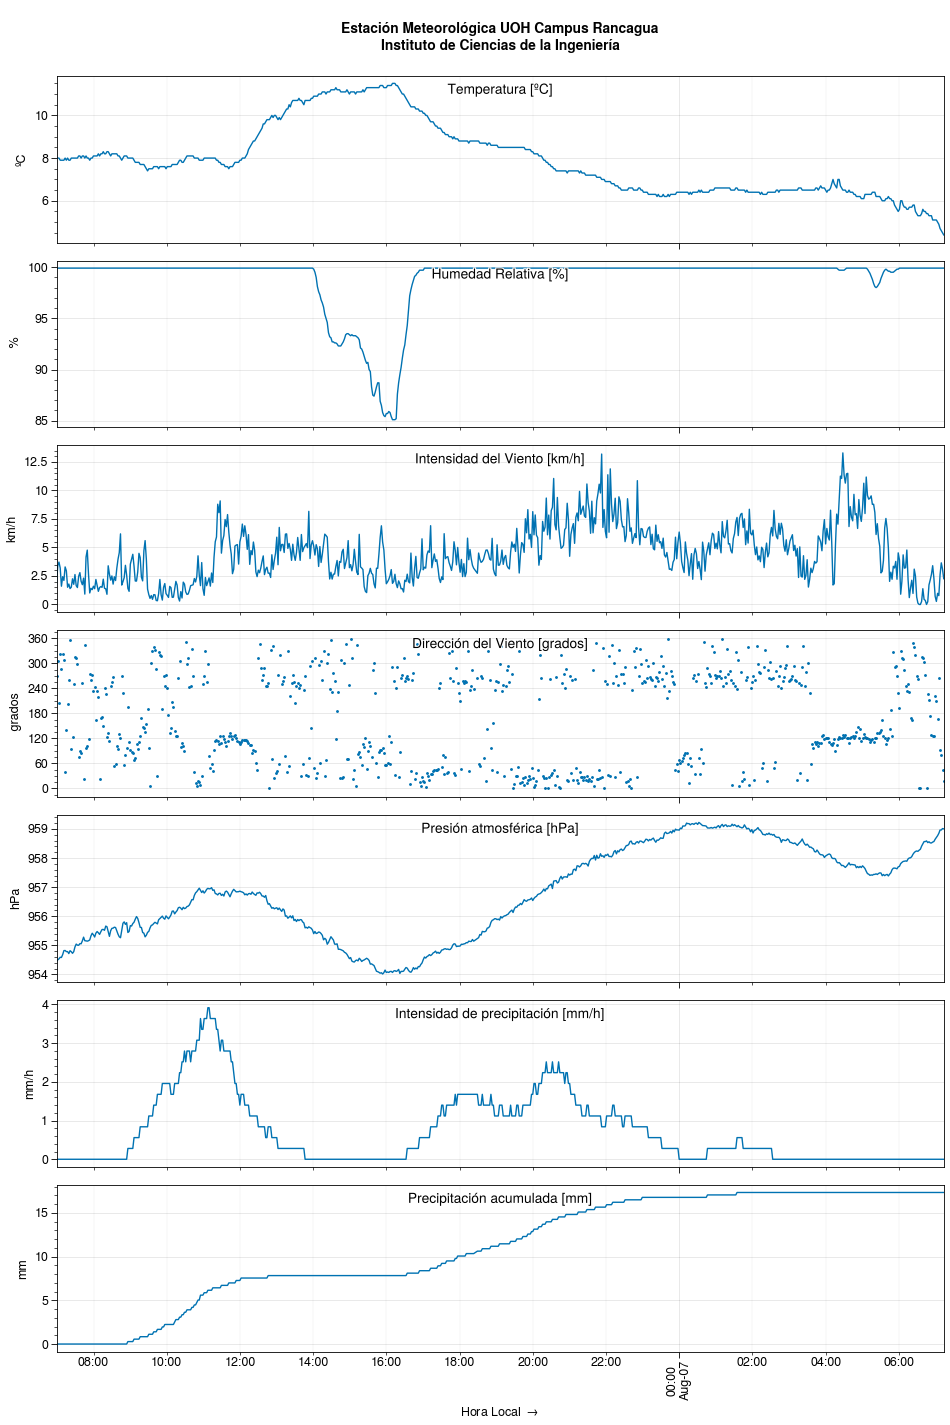 Estación Meteorológica UOH Campus Rancagua
Instituto de Ciencias de la Ingeniería
Temperatura [ºC]
ºC
10
8
6
Humedad Relativa [%]
%
100
95
90
85
Intensidad del Viento [km/h]
km/h
12.5
10
7.5
5
2.5
0
Dirección del Viento [grados]
grados
360
300
240
180
120
60
0
Presión atmosférica [hPa]
hPa
959
958
957
956
955
954
Intensidad de precipitación [mm/h]
mm/h
4
3
2
1
0
Precipitación acumulada [mm]
mm
15
10
5
0
08:00 10:00 12:00 14:00 16:00 18:00 20:00 22:00 00:00 02:00 04:00 06:00
Aug-07
Hora Local →